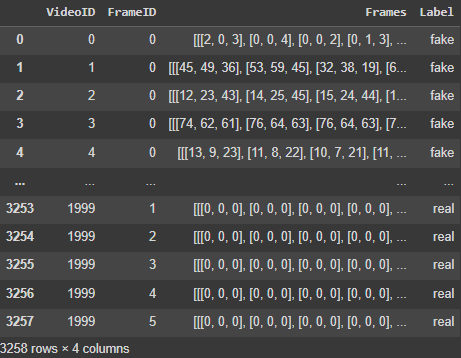 VideoID FrameID Frames Label
0 0 0 [[[2, 0, 3], [0, 0, 4], [0, 0, 2], [0, 1, 3], ... fake
1 1 0 [[[45, 49, 36], [53, 59, 45], [32, 38, 19], [6... fake
2 2 0 [[[12, 23, 43], [14, 25, 45], [15, 24, 44], [1... fake
3 3 0 [[[74, 62, 61], [76, 64, 63], [76, 64, 63], [7... fake
4 4 0 [[[13, 9, 23], [11, 8, 22], [10, 7, 21], [11, ... fake
... ... ... ... ...
3253 1999 1 [[[0, 0, 0], [0, 0, 0], [0, 0, 0], [0, 0, 0], ... real
3254 1999 2 [[[0, 0, 0], [0, 0, 0], [0, 0, 0], [0, 0, 0], ... real
3255 1999 3 [[[0, 0, 0], [0, 0, 0], [0, 0, 0], [0, 0, 0], ... real
3256 1999 4 [[[0, 0, 0], [0, 0, 0], [0, 0, 0], [0, 0, 0], ... real
3257 1999 5 [[[0, 0, 0], [0, 0, 0], [0, 0, 0], [0, 0, 0], ... real
3258 rows × 4 columns